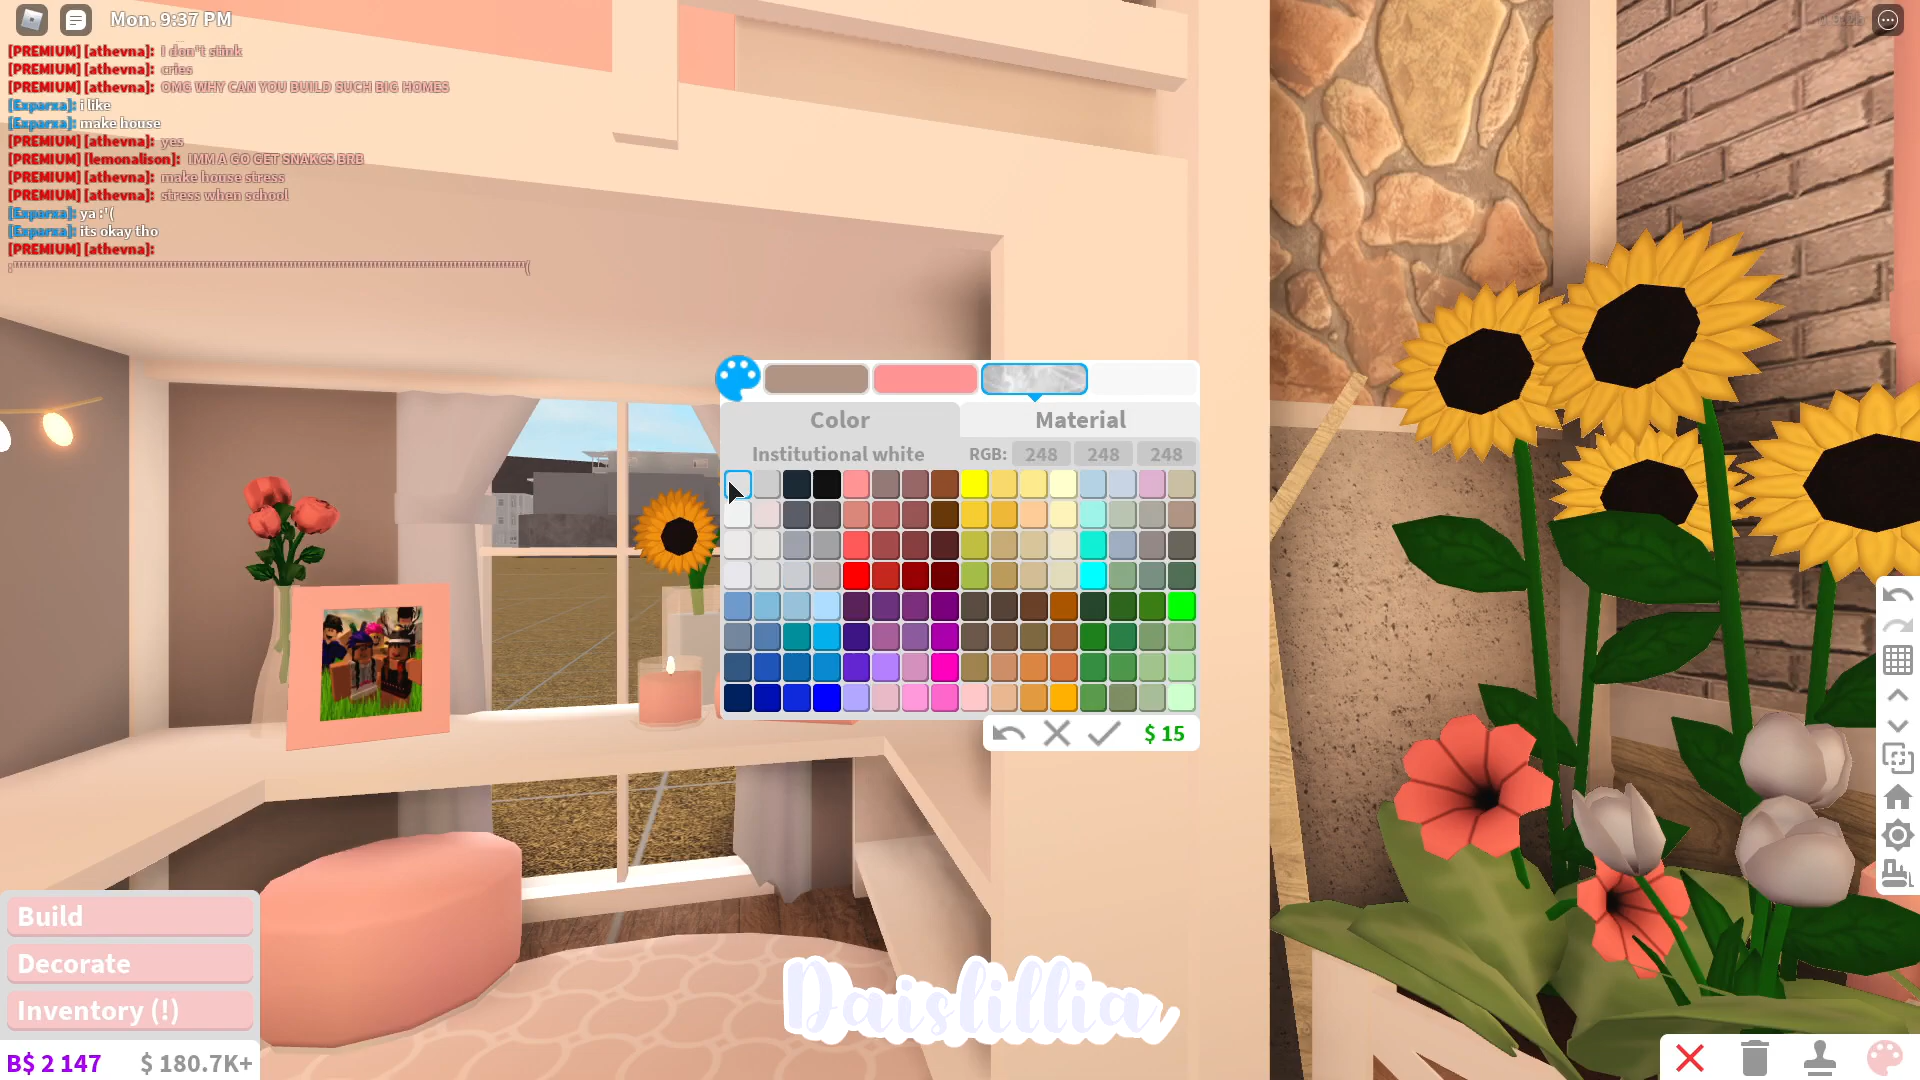 Mon. 9:37 PM
[PREMIUM] [athevna]: I don't stink
[PREMIUM] [athevna]: cries
[PREMIUM] [athevna]: OMG WHY CAN YOU BUILD SUCH BIG HOMES
[Exparxa]: i like
[Exparxa]: make house
[PREMIUM] [athevna]: yes
[PREMIUM] [lemonalison]: IMM A GO GET SNAKCS BRB
[PREMIUM] [athevna]: make house stress
[PREMIUM] [athevna]: stress when school
[Exparxa]: ya :'(
[Exparxa]: its okay tho
[PREMIUM] [athevna]:
Color
Material
Institutional white
RGB: 248 248 248
$ 15
Build
Decorate
Inventory (!)
B$ 2 147
$ 180.7K+
Daislillia